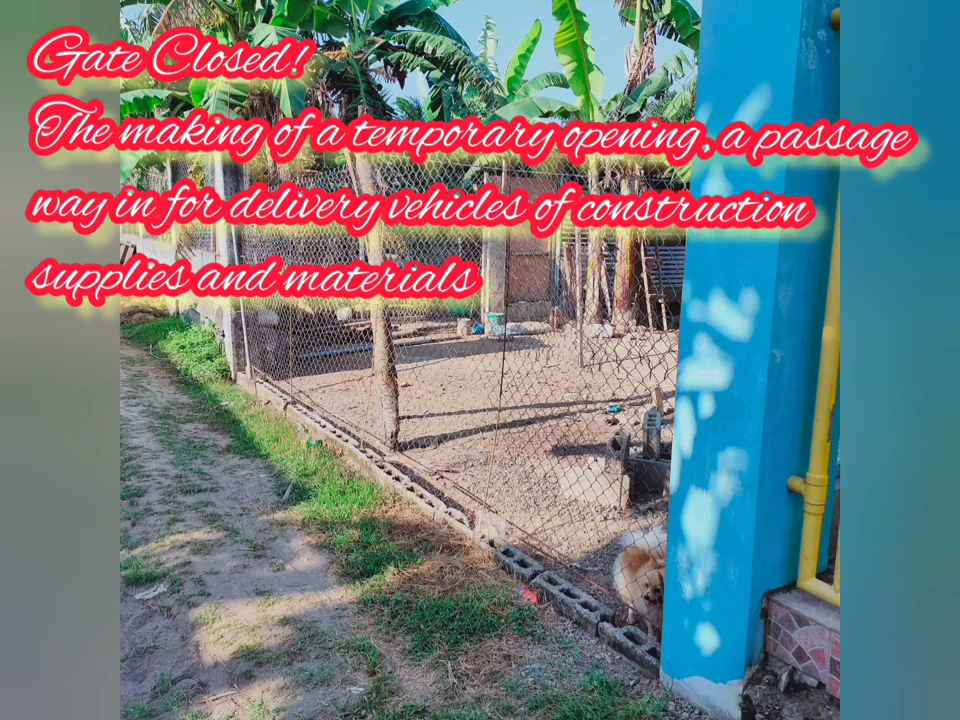 Gate Closed!
The making of a temporary opening, a passage
way in for delivery vehicles of construction
supplies and materials